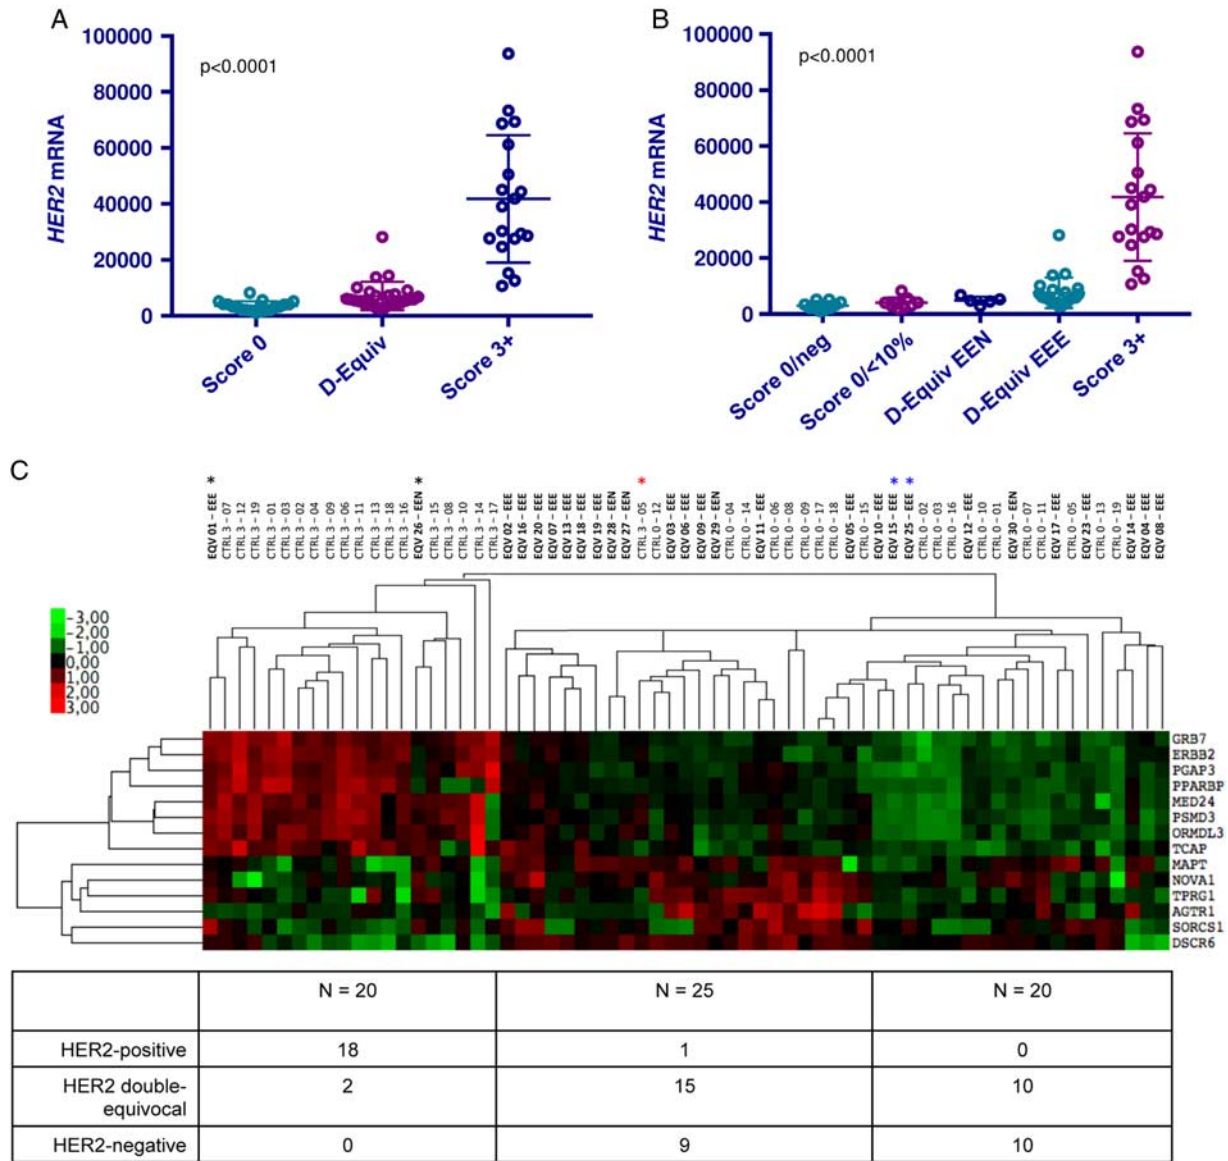 A
100000
80000
60000
40000
20000
0
HER2 mRNA
p<0.0001
Score 0
D-Equiv
Score 3+
B
100000
80000
60000
40000
20000
0
HER2 mRNA
p<0.0001
Score 0/neg
Score 0/<10%
D-Equiv EEN
D-Equiv EEE
Score 3+
C
* * * * *
EQV 01 – EEE
CTRL 3 - 07
CTRL 3 - 12
CTRL 3 - 19
CTRL 3 - 01
CTRL 3 - 03
CTRL 3 - 02
CTRL 3 - 04
CTRL 3 - 09
CTRL 3 - 06
CTRL 3 - 11
CTRL 3 - 13
CTRL 3 - 18
CTRL 3 - 16
EQV 26 – EEN
CTRL 3 - 15
CTRL 3 - 08
CTRL 3 - 10
CTRL 3 - 14
CTRL 3 - 17
EQV 02 – EEE
EQV 16 – EEE
EQV 20 – EEE
EQV 07 – EEE
EQV 13 – EEE
EQV 18 – EEE
EQV 19 – EEE
EQV 28 – EEN
EQV 27 – EEN
CTRL 3 - 05
CTRL 0 - 12
EQV 03 – EEE
EQV 06 – EEE
EQV 09 – EEE
EQV 29 – EEN
CTRL 0 - 04
CTRL 0 - 14
EQV 11 – EEE
CTRL 0 - 06
CTRL 0 - 08
CTRL 0 - 09
CTRL 0 - 17
CTRL 0 - 18
EQV 05 – EEE
CTRL 0 - 15
EQV 10 – EEE
EQV 15 – EEE
EQV 25 – EEE
CTRL 0 - 02
CTRL 0 - 03
CTRL 0 - 16
EQV 12 – EEE
CTRL 0 - 10
CTRL 0 - 01
EQV 30 – EEN
CTRL 0 - 07
CTRL 0 - 11
EQV 17 – EEE
CTRL 0 - 05
EQV 23 – EEE
CTRL 0 - 13
CTRL 0 - 19
EQV 14 – EEE
EQV 04 – EEE
EQV 08 – EEE
-3,00
-2,00
-1,00
0,00
1,00
2,00
3,00
GRB7
ERBB2
PGAP3
PPARBP
MED24
PSMD3
ORMDL3
TCAP
MAPT
NOVA1
TPRG1
AGTR1
SORCS1
DSCR6
N = 20 N = 25 N = 20
HER2-positive 18 1 0
HER2 double-
equivocal 2 15 10
HER2-negative 0 9 10